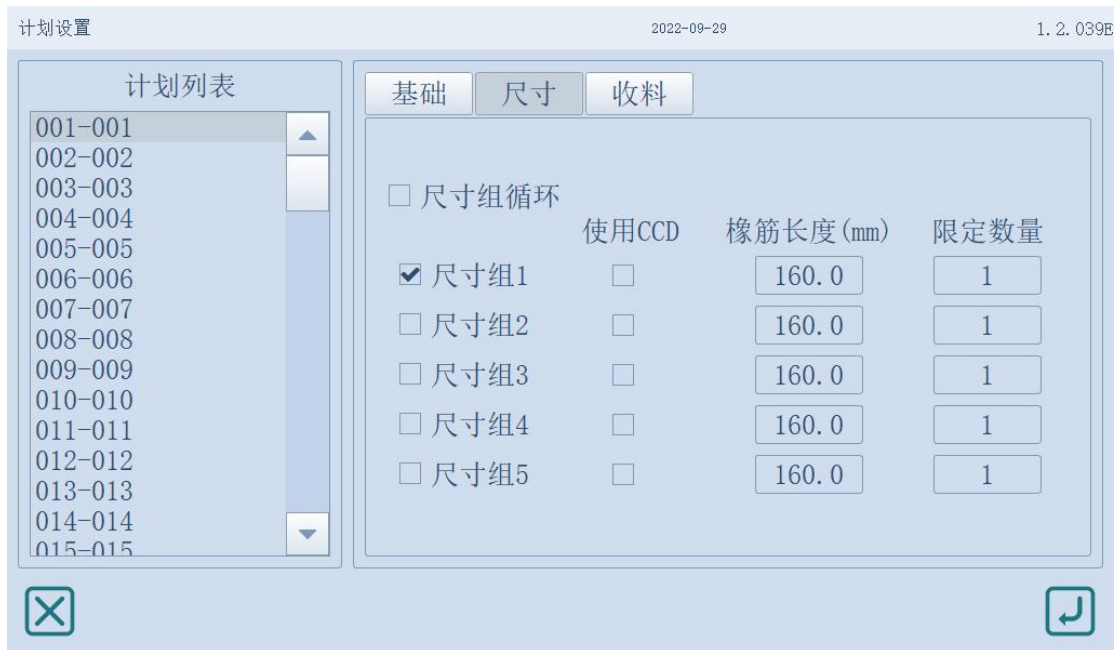 计划设置 2022-09-29 1.2.039E
计划列表
001-001
002-002
003-003
004-004
005-005
006-006
007-007
008-008
009-009
010-010
011-011
012-012
013-013
014-014
015-015
基础 尺寸 收料
尺寸组循环
使用CCD 橡筋长度(mm) 限定数量
尺寸组1 160.0 1
尺寸组2 160.0 1
尺寸组3 160.0 1
尺寸组4 160.0 1
尺寸组5 160.0 1